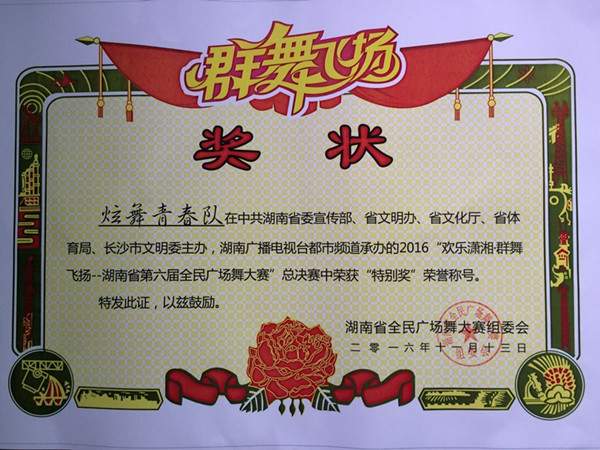 群舞飞扬
奖状
炫舞青春队在中共湖南省委宣传部、省文明办、省文化厅、省体
育局、长沙市文明委主办，湖南广播电视台都市频道承办的2016“欢乐潇湘·群舞
飞扬--湖南省第六届全民广场舞大赛”总决赛中荣获“特别奖”荣誉称号。
特发此证，以兹鼓励。
湖南省全民广场舞大赛组委会
二零一六年十一月十三日